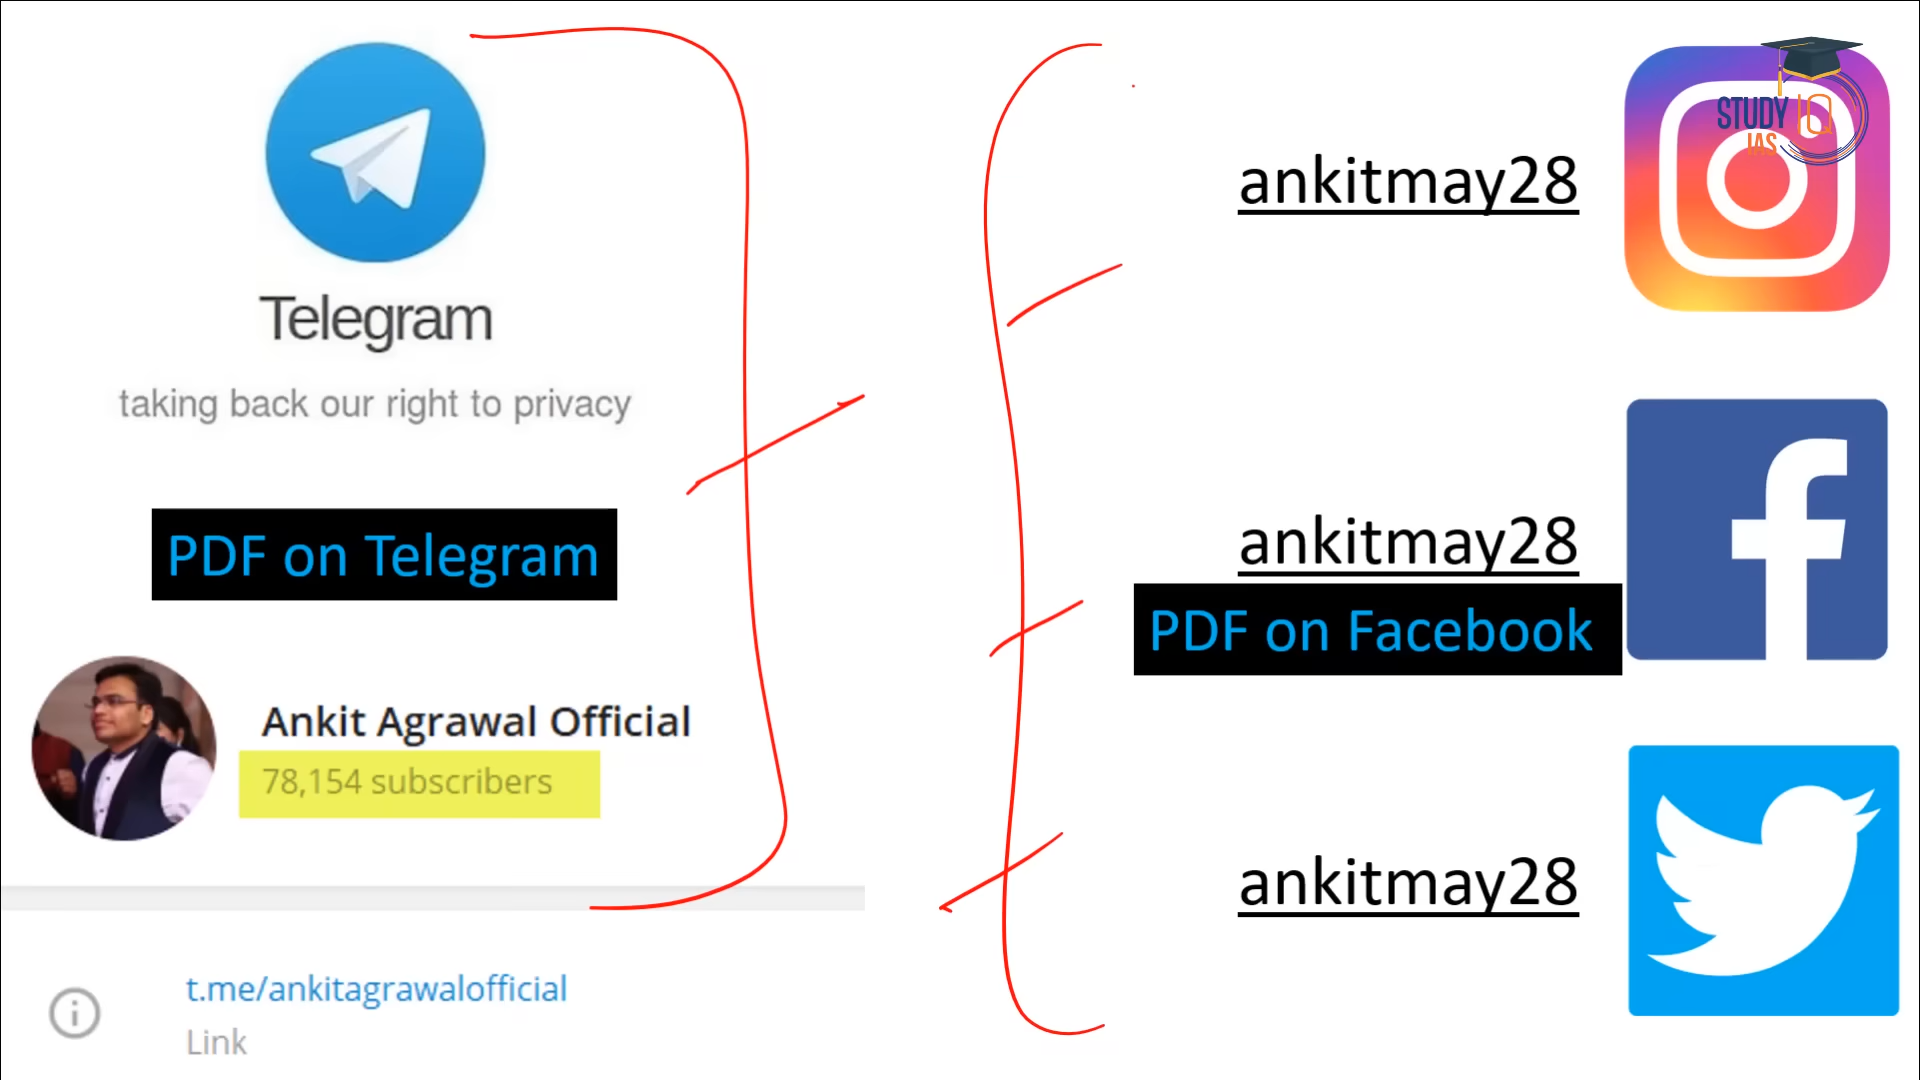 Telegram
taking back our right to privacy
PDF on Telegram
Ankit Agrawal Official
78,154 subscribers
t.me/ankitagrawalofficial
Link
STUDY IQ
IAS
ankitmay28
ankitmay28
PDF on Facebook
ankitmay28